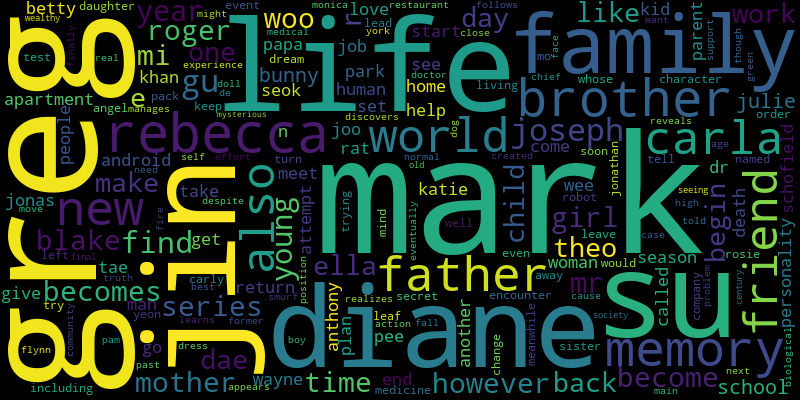 betty
daughter
event
monica
restaurant
might
year
woo
r
love
lead
york
want
roger
wealthy
finally
mi
day
papa
job
start
close
follows
like
kid
parent
work
family
test
real
one
medical
dream
doctor
support
though
green
khan
experience
gu
bunny
park
see
mo
face
chief
whose
character
apartment
e
angel
manages
doll
de
pack
keep
seok
human
set
home
help
living
brother
julie
mysterious
discovers
reveals
age
order
people
rebecca
n
joo
rat
world
dog
joseph
carla
life
greg
self
effort
turn
normal
created
come
soon
tell
named
android
need
meet
old
wee
robot
jonathan
dr
schofield
jonas
make
take
despite
mark
katie
child
girl
leave
told
high
seeing
move
new
also
young
attempt
trying
mind
eventually
well
even
would
case
begin
death
rosie
personality
friend
blake
find
get
fire
theo
woman
season
left
final
tae
truth
carly
best
ella
father
mr
called
company
problem
century
give
becomes
jin
return
position
secret
encounter
away
cause
biological
try
community
man
series
smurf
realizes
anthony
leaf
action
fall
another
change
meanwhile
society
su
flynn
pam
yeon
learns
former
go
dress
boy
plan
pee
diane
sister
memory
past
appears
dae
including
mother
wayne
time
end
medicine
however
back
become
main
next
school